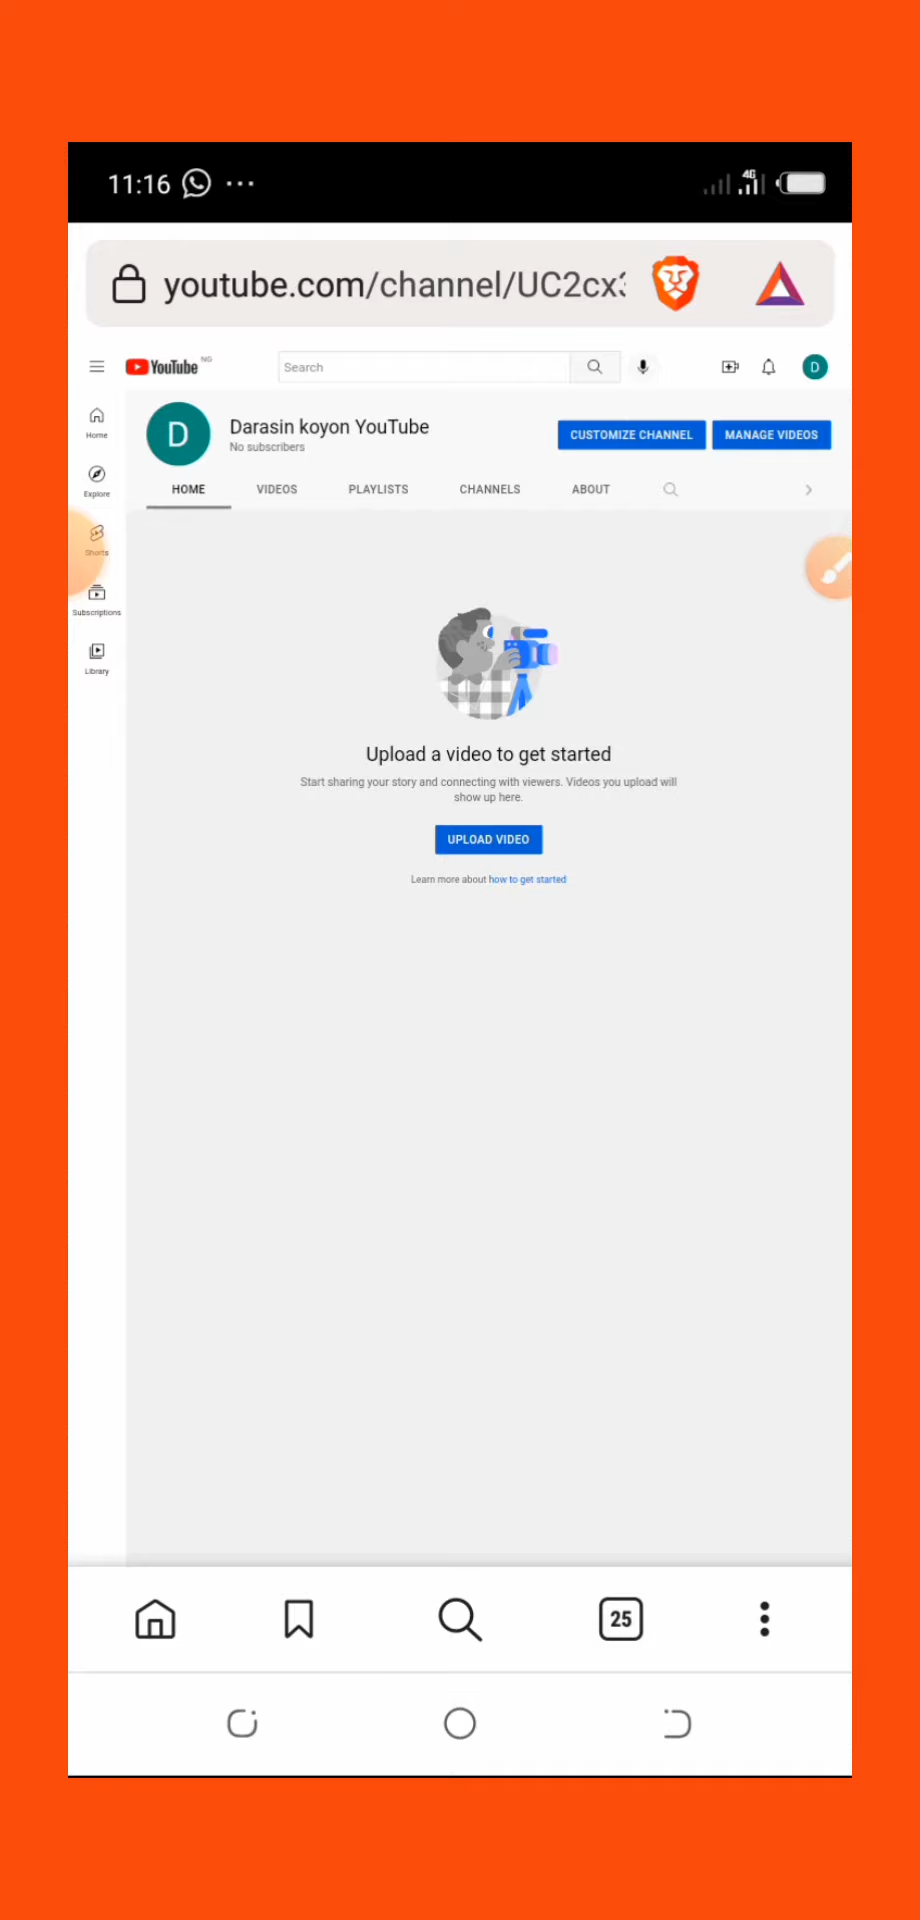 11:16
4G
youtube.com/channel/UC2cx3
YouTube NG
Search
D
Home
Explore
Shorts
Subscriptions
Library
D
Darasin koyon YouTube
No subscribers
CUSTOMIZE CHANNEL
MANAGE VIDEOS
HOME
VIDEOS
PLAYLISTS
CHANNELS
ABOUT
Upload a video to get started
Start sharing your story and connecting with viewers. Videos you upload will
show up here.
UPLOAD VIDEO
Learn more about how to get started
25